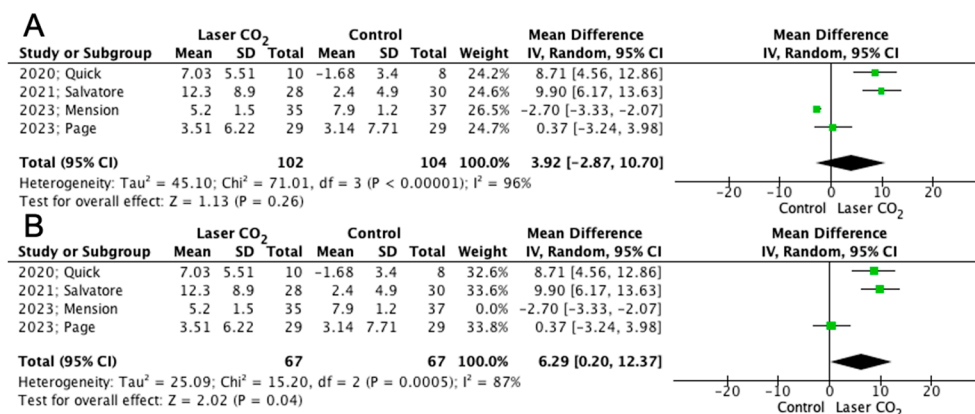 A
Laser CO₂ Control Mean Difference Mean Difference
Study or Subgroup Mean SD Total Mean SD Total Weight IV, Random, 95% CI IV, Random, 95% CI
2020; Quick 7.03 5.51 10 −1.68 3.4 8 24.2% 8.71 [4.56, 12.86]
2021; Salvatore 12.3 8.9 28 2.4 4.9 30 24.6% 9.90 [6.17, 13.63]
2023; Mension 5.2 1.5 35 7.9 1.2 37 26.5% −2.70 [−3.33, −2.07]
2023; Page 3.51 6.22 29 3.14 7.71 29 24.7% 0.37 [−3.24, 3.98]
Total (95% CI) 102 104 100.0% 3.92 [−2.87, 10.70]
Heterogeneity: Tau² = 45.10; Chi² = 71.01, df = 3 (P < 0.00001); I² = 96%
Test for overall effect: Z = 1.13 (P = 0.26)
−20 −10 0 10 20
Control Laser CO₂
B
Laser CO₂ Control Mean Difference Mean Difference
Study or Subgroup Mean SD Total Mean SD Total Weight IV, Random, 95% CI IV, Random, 95% CI
2020; Quick 7.03 5.51 10 −1.68 3.4 8 32.6% 8.71 [4.56, 12.86]
2021; Salvatore 12.3 8.9 28 2.4 4.9 30 33.6% 9.90 [6.17, 13.63]
2023; Mension 5.2 1.5 35 7.9 1.2 37 0.0% −2.70 [−3.33, −2.07]
2023; Page 3.51 6.22 29 3.14 7.71 29 33.8% 0.37 [−3.24, 3.98]
Total (95% CI) 67 67 100.0% 6.29 [0.20, 12.37]
Heterogeneity: Tau² = 25.09; Chi² = 15.20, df = 2 (P = 0.0005); I² = 87%
Test for overall effect: Z = 2.02 (P = 0.04)
−20 −10 0 10 20
Control Laser CO₂